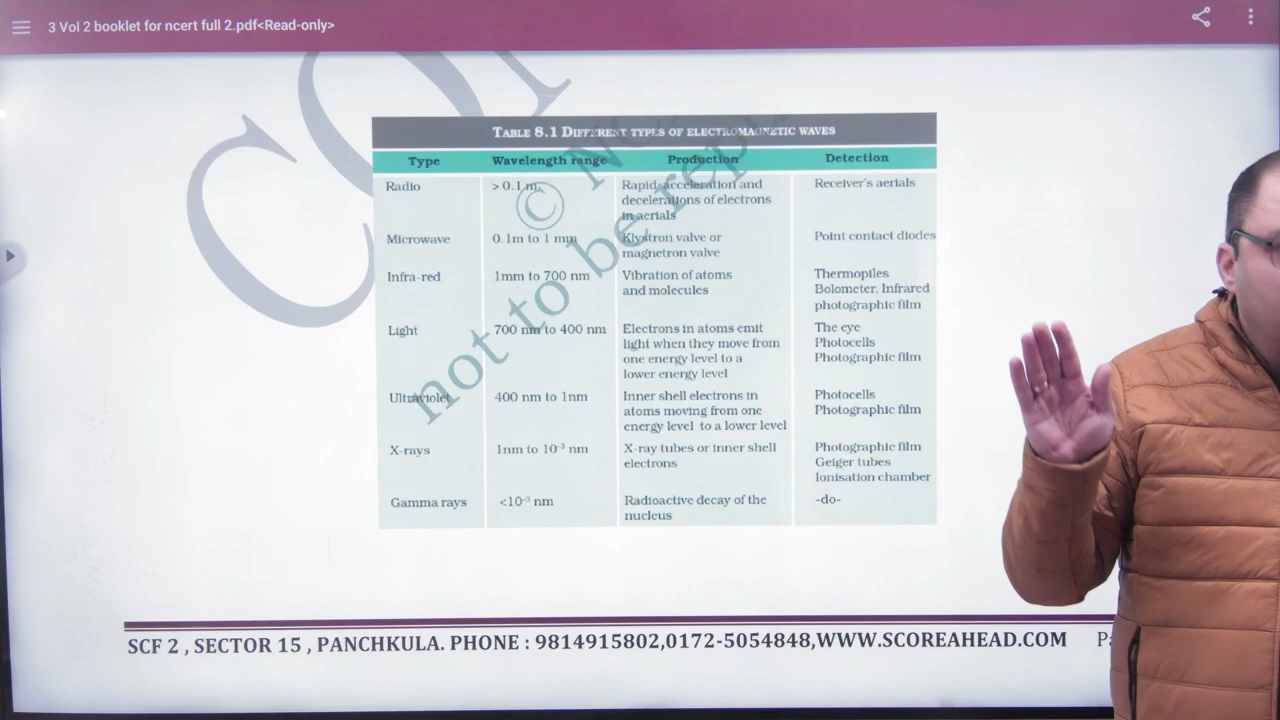 3 Vol 2 booklet for ncert full 2.pdf<Read-only>
TABLE 8.1 DIFFERENT TYPES OF ELECTROMAGNETIC WAVES
Type Wavelength range Production Detection
Radio > 0.1 m Rapid acceleration and Receiver's aerials
decelerations of electrons
in aerials
Microwave 0.1m to 1 mm Klystron valve or Point contact diodes
magnetron valve
Infra-red 1mm to 700 nm Vibration of atoms Thermopiles
and molecules Bolometer, Infrared
photographic film
Light 700 nm to 400 nm Electrons in atoms emit The eye
light when they move from Photocells
one energy level to a Photographic film
lower energy level
Ultraviolet 400 nm to 1nm Inner shell electrons in Photocells
atoms moving from one Photographic film
energy level to a lower level
X-rays 1nm to 10⁻³ nm X-ray tubes or inner shell Photographic film
electrons Geiger tubes
Ionisation chamber
Gamma rays <10⁻³ nm Radioactive decay of the -do-
nucleus
©
not to be
SCF 2 , SECTOR 15 , PANCHKULA. PHONE : 9814915802,0172-5054848,WWW.SCOREAHEAD.COM